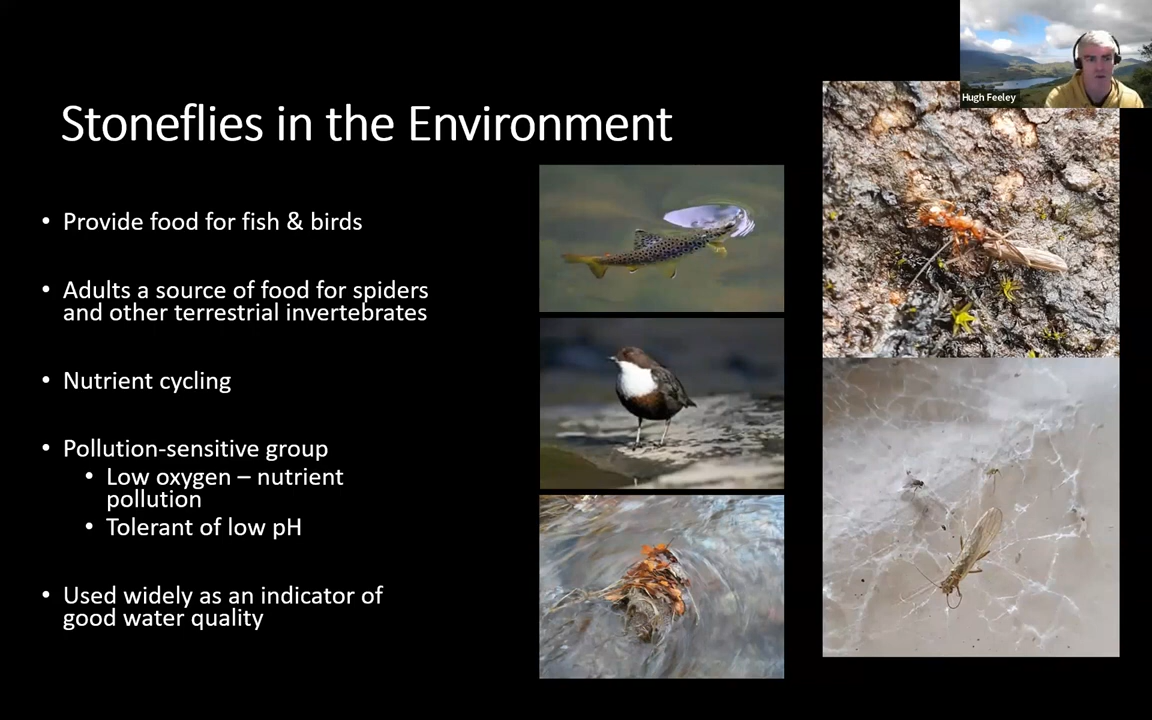 Hugh Feeley
Stoneflies in the Environment
• Provide food for fish & birds
• Adults a source of food for spiders
and other terrestrial invertebrates
• Nutrient cycling
• Pollution-sensitive group
• Low oxygen – nutrient
pollution
• Tolerant of low pH
• Used widely as an indicator of
good water quality